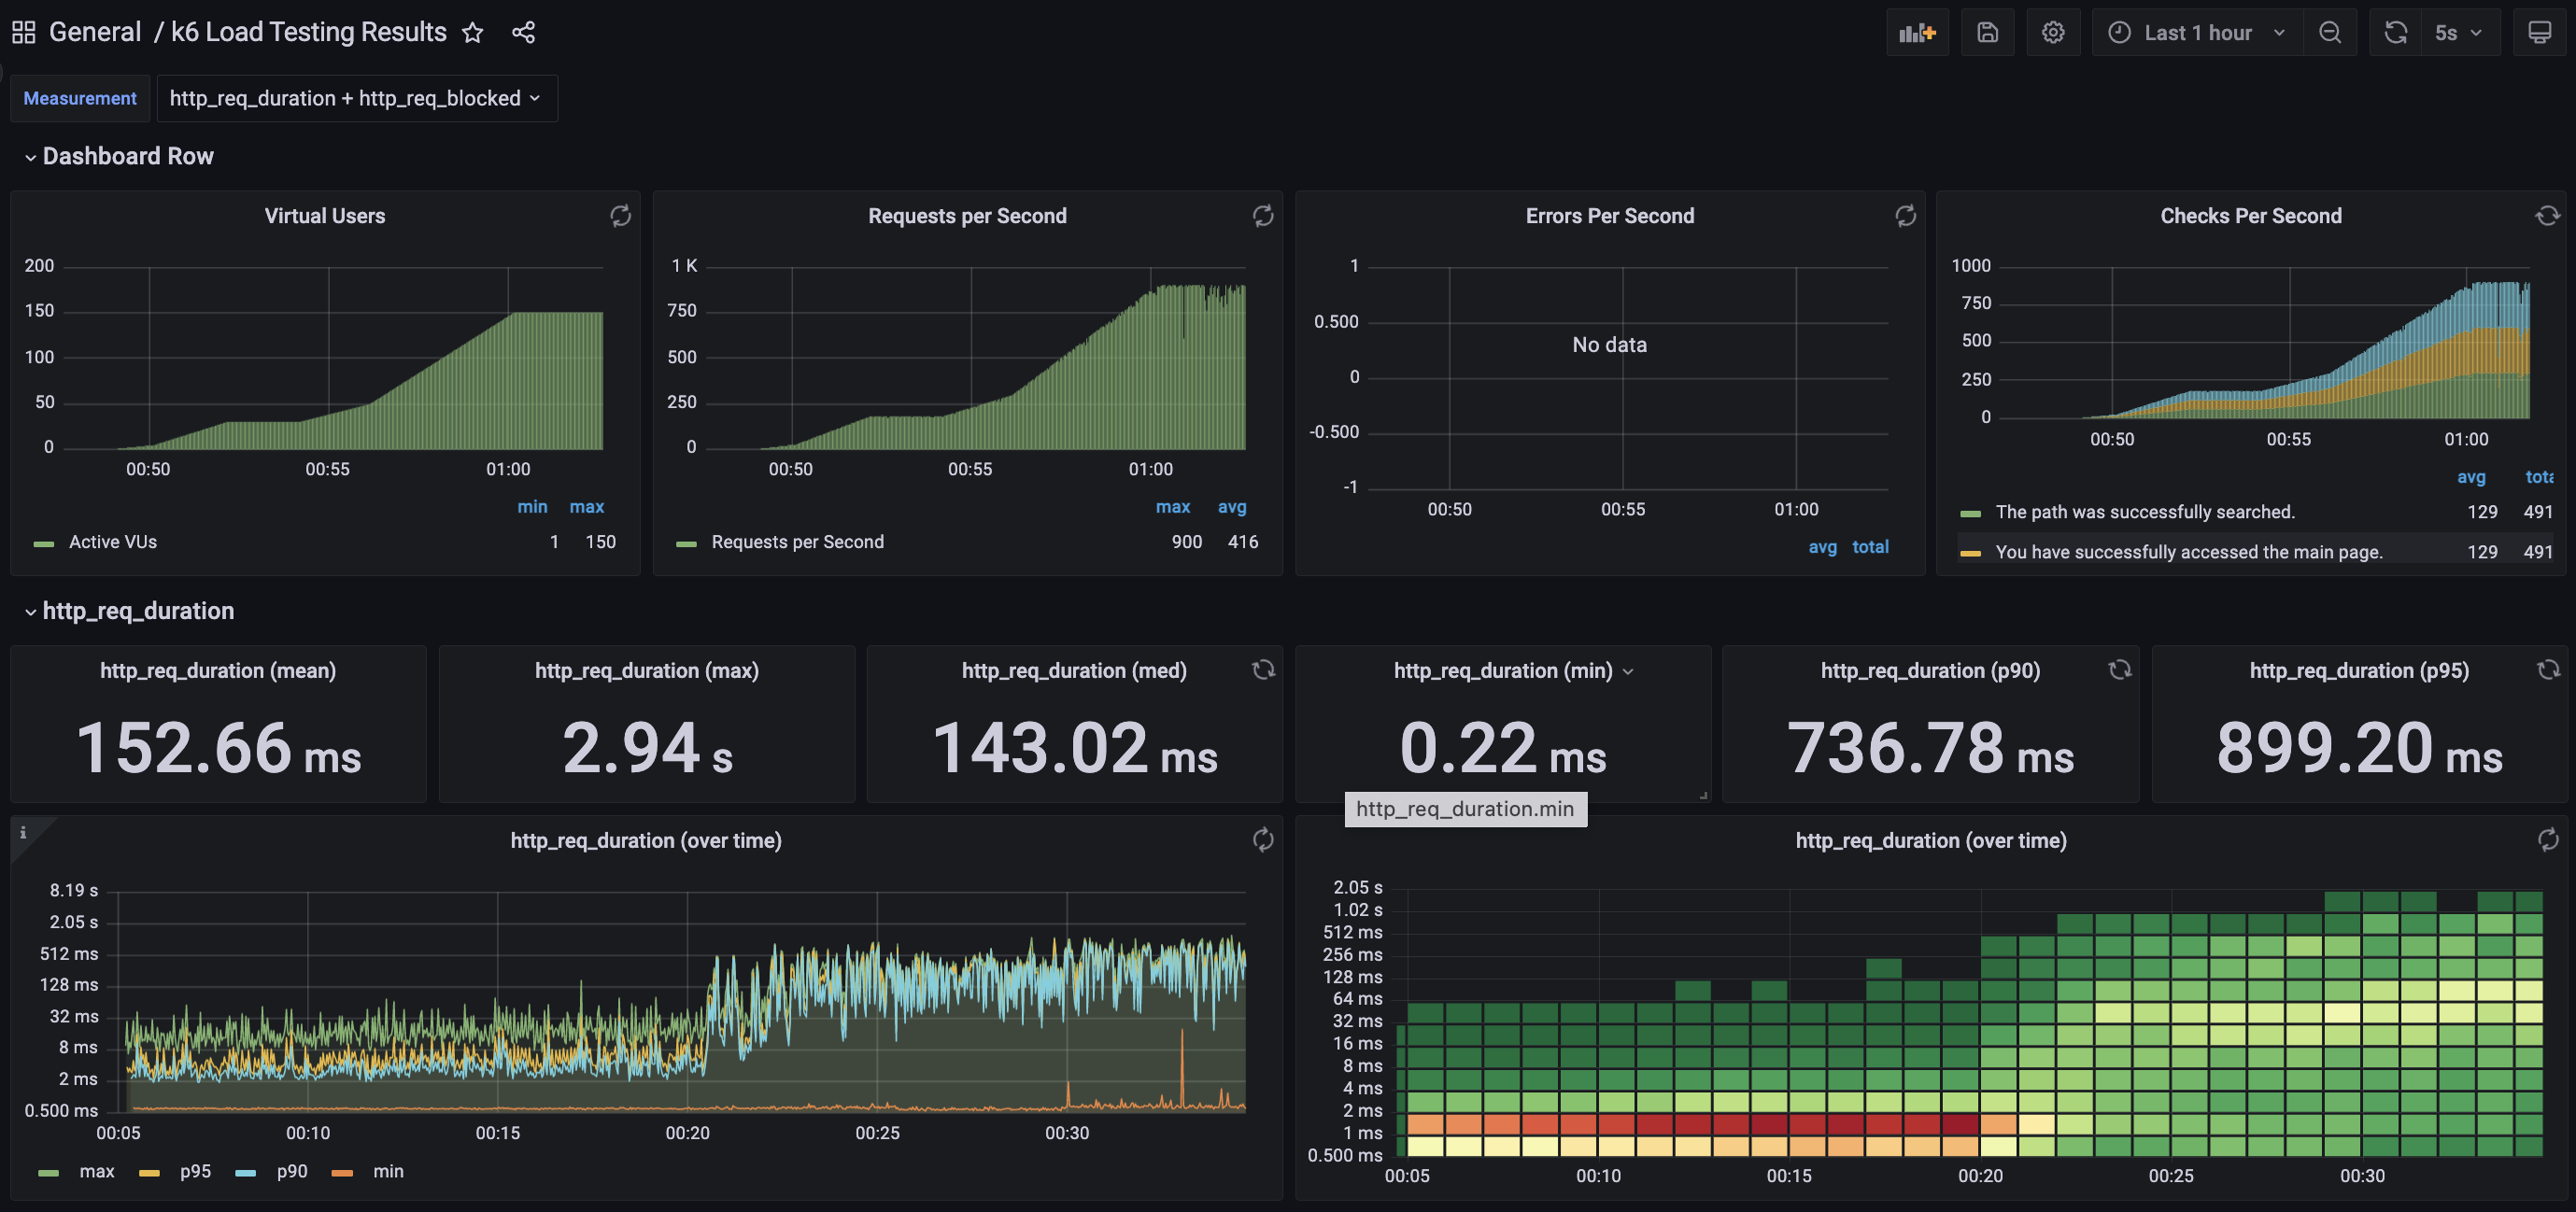 General / k6 Load Testing Results
Last 1 hour
5s
Measurement
http_req_duration + http_req_blocked
Dashboard Row
Virtual Users
200
150
100
50
0
00:50 00:55 01:00
min max
Active VUs 1 150
Requests per Second
1 K
750
500
250
0
00:50 00:55 01:00
max avg
Requests per Second 900 416
Errors Per Second
1
0.500
0
-0.500
-1
No data
00:50 00:55 01:00
avg total
Checks Per Second
1000
750
500
250
0
00:50 00:55 01:00
avg tota
The path was successfully searched. 129 491
You have successfully accessed the main page. 129 491
http_req_duration
http_req_duration (mean)
152.66 ms
http_req_duration (max)
2.94 s
http_req_duration (med)
143.02 ms
http_req_duration (min)
0.22 ms
http_req_duration.min
http_req_duration (p90)
736.78 ms
http_req_duration (p95)
899.20 ms
i
http_req_duration (over time)
8.19 s
2.05 s
512 ms
128 ms
32 ms
8 ms
2 ms
0.500 ms
00:05 00:10 00:15 00:20 00:25 00:30
max p95 p90 min
http_req_duration (over time)
2.05 s
1.02 s
512 ms
256 ms
128 ms
64 ms
32 ms
16 ms
8 ms
4 ms
2 ms
1 ms
0.500 ms
00:05 00:10 00:15 00:20 00:25 00:30